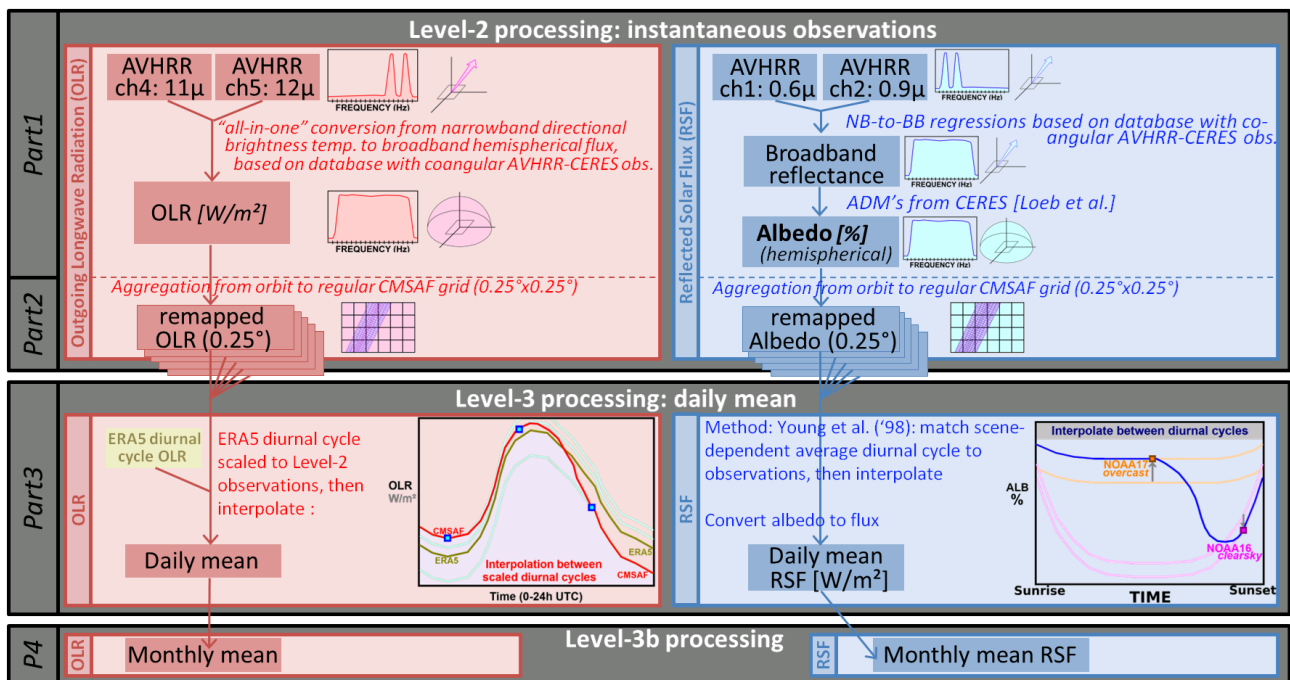 Level-2 processing: instantaneous observations
Part1
Outgoing Longwave Radiation (OLR)
AVHRR
ch4: 11µ
AVHRR
ch5: 12µ
FREQUENCY (Hz)
"all-in-one" conversion from narrowband directional
brightness temp. to broadband hemispherical flux,
based on database with coangular AVHRR-CERES obs.
OLR [W/m²]
FREQUENCY (Hz)
Reflected Solar Flux (RSF)
AVHRR
ch1: 0.6µ
AVHRR
ch2: 0.9µ
FREQUENCY (Hz)
NB-to-BB regressions based on database with co-
angular AVHRR-CERES obs.
Broadband
reflectance
FREQUENCY (Hz)
ADM's from CERES [Loeb et al.]
Albedo [%]
(hemispherical)
FREQUENCY (Hz)
Part2
Aggregation from orbit to regular CMSAF grid (0.25°x0.25°)
remapped
OLR (0.25°)
Aggregation from orbit to regular CMSAF grid (0.25°x0.25°)
remapped
Albedo (0.25°)
Level-3 processing: daily mean
Part3
OLR
ERA5 diurnal
cycle OLR
ERA5 diurnal cycle
scaled to Level-2
observations, then
interpolate :
Daily mean
OLR
W/m²
CMSAF
ERA5
ERA5
CMSAF
Interpolation between
scaled diurnal cycles
Time (0-24h UTC)
RSF
Method: Young et al. ('98): match scene-
dependent average diurnal cycle to
observations, then interpolate
Convert albedo to flux
Daily mean
RSF [W/m²]
Interpolate between diurnal cycles
ALB
%
NOAA17
overcast
NOAA16
clearsky
Sunrise
TIME
Sunset
Level-3b processing
P4
OLR
Monthly mean
RSF
Monthly mean RSF